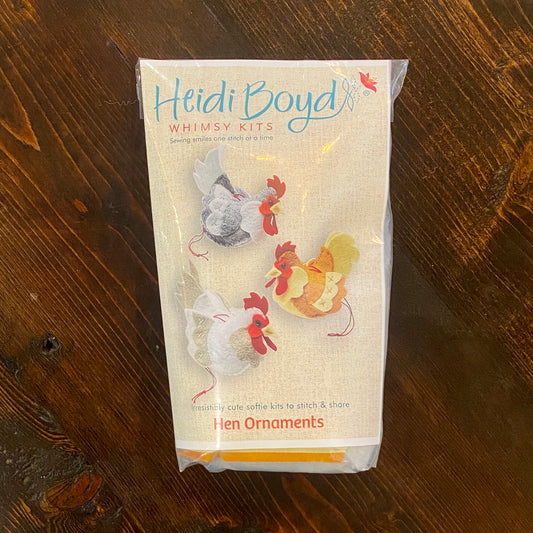 Heidi Boyd
®
WHIMSY KITS
Sewing smiles one stitch at a time
Irresistibly cute softie kits to stitch & share
Hen Ornaments